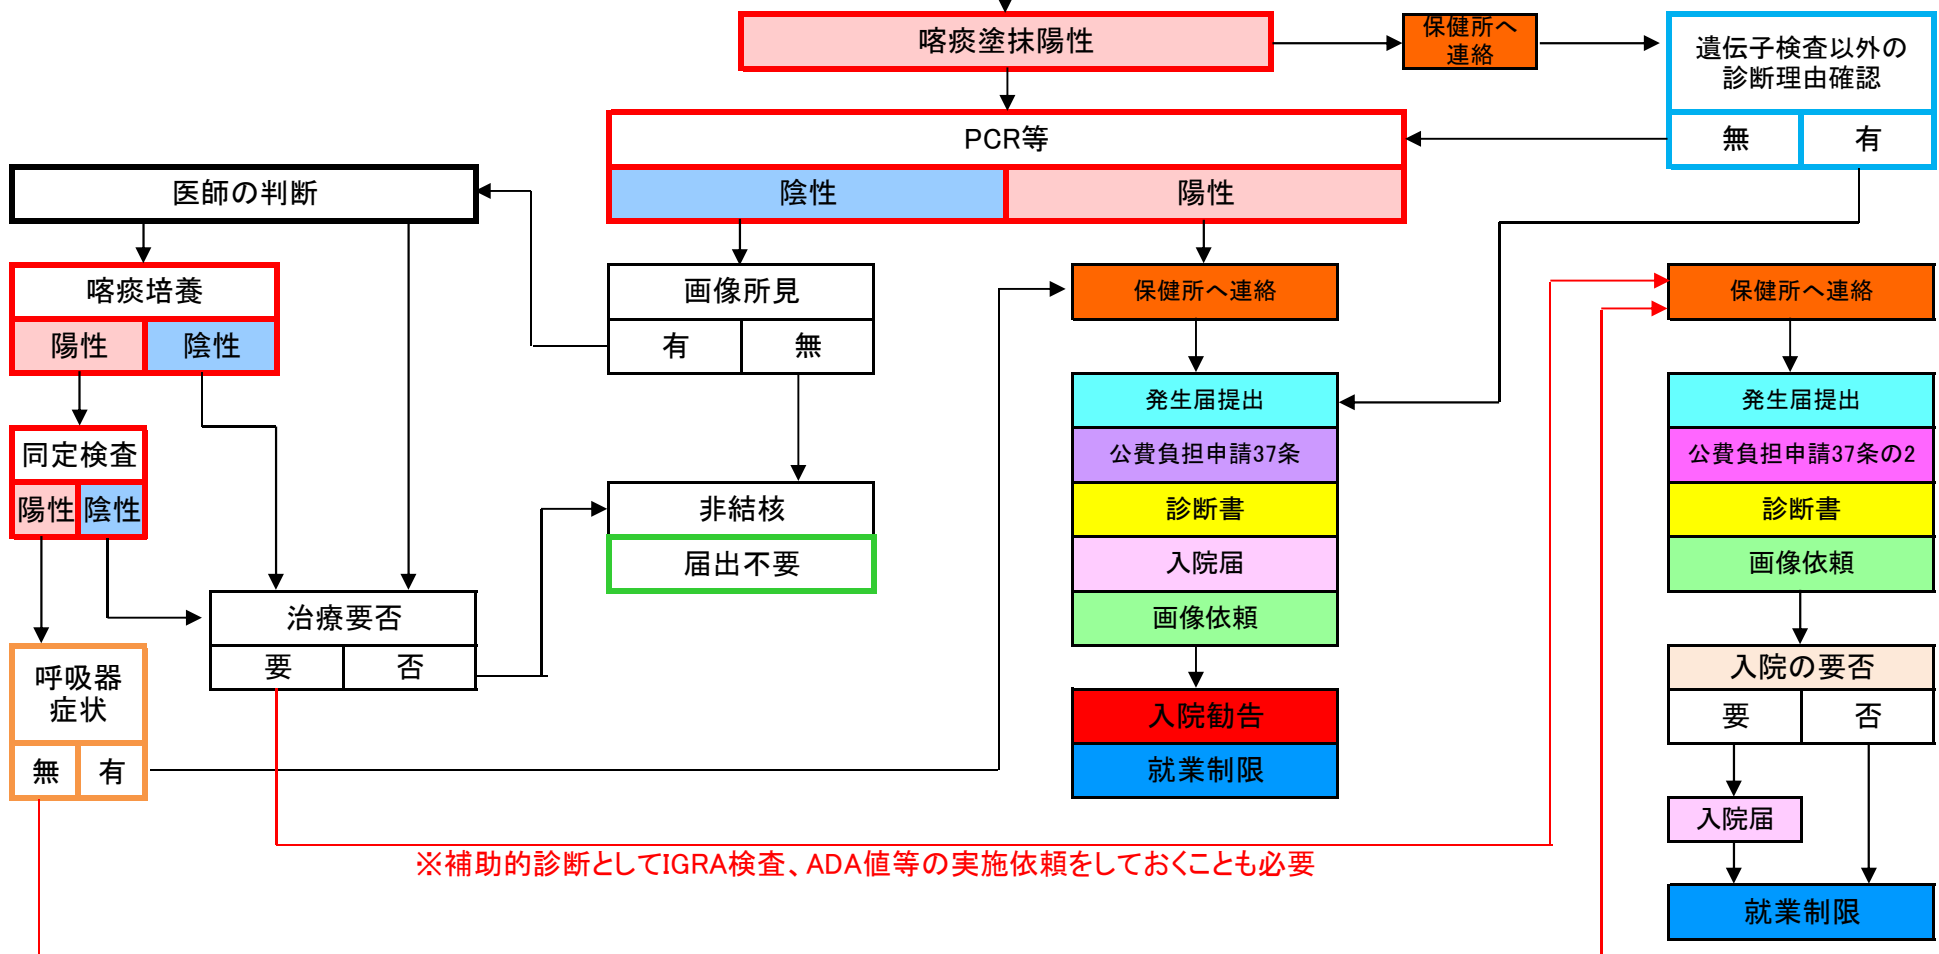 喀痰塗抹陽性
保健所へ
連絡
遺伝子検査以外の
診断理由確認
無
有
PCR等
陰性
陽性
医師の判断
喀痰培養
陽性
陰性
画像所見
有
無
保健所へ連絡
保健所へ連絡
同定検査
陽性
陰性
発生届提出
公費負担申請37条
診断書
入院届
画像依頼
発生届提出
公費負担申請37条の2
診断書
画像依頼
非結核
届出不要
治療要否
要
否
呼吸器
症状
無
有
入院勧告
就業制限
入院の要否
要
否
入院届
就業制限
※補助的診断としてIGRA検査、ADA値等の実施依頼をしておくことも必要